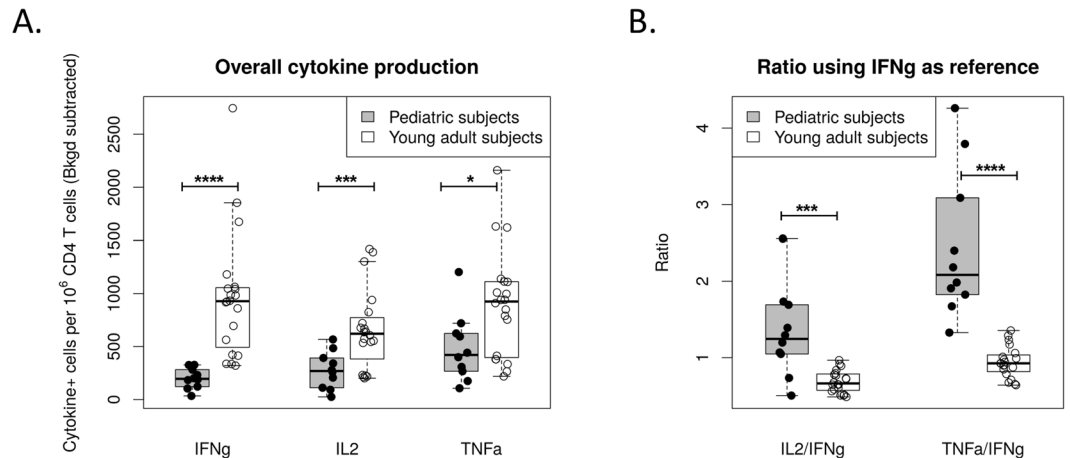 A.
Overall cytokine production
Cytokine+ cells per 10⁶ CD4 T cells (Bkgd subtracted)
2500
2000
1500
1000
500
0
Pediatric subjects
Young adult subjects
****
***
*
IFNg
IL2
TNFa
B.
Ratio using IFNg as reference
Ratio
4
3
2
1
Pediatric subjects
Young adult subjects
***
****
IL2/IFNg
TNFa/IFNg